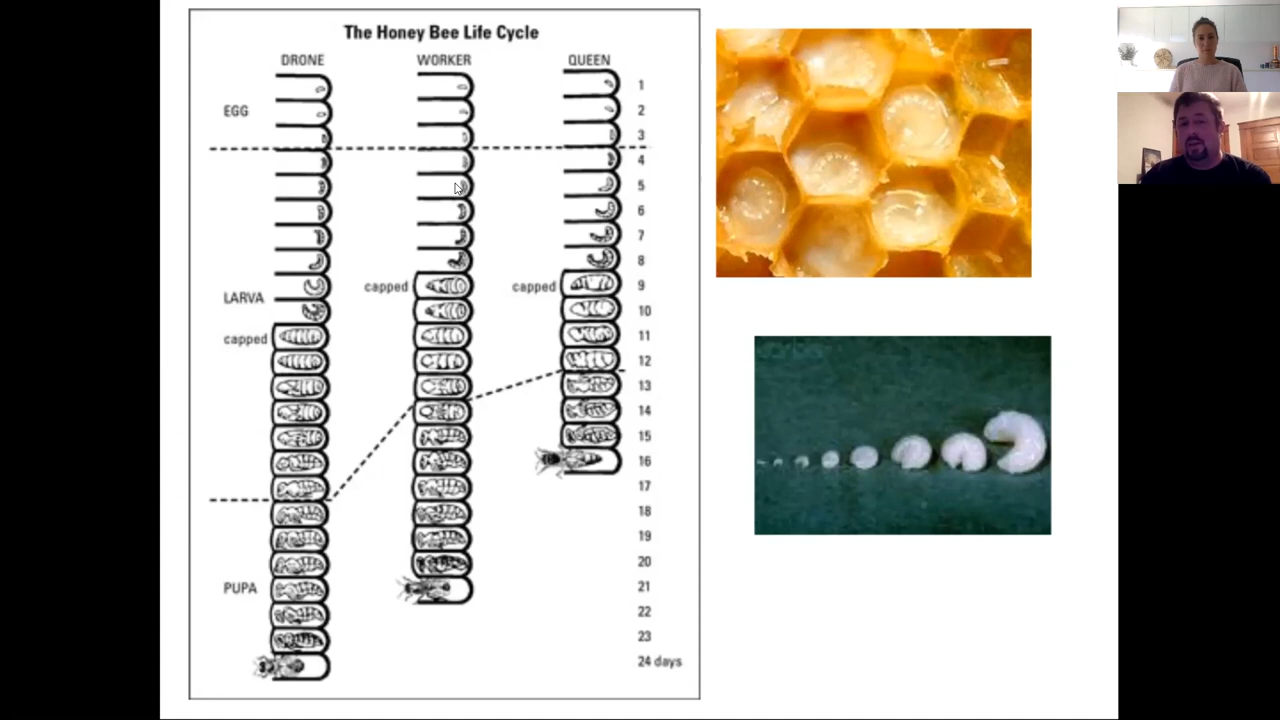 The Honey Bee Life Cycle
DRONE WORKER QUEEN
1
EGG 2
3
4
5
6
7
8
capped capped 9
LARVA 10
capped 11
12
13
14
15
16
17
18
19
20
PUPA 21
22
23
24 days